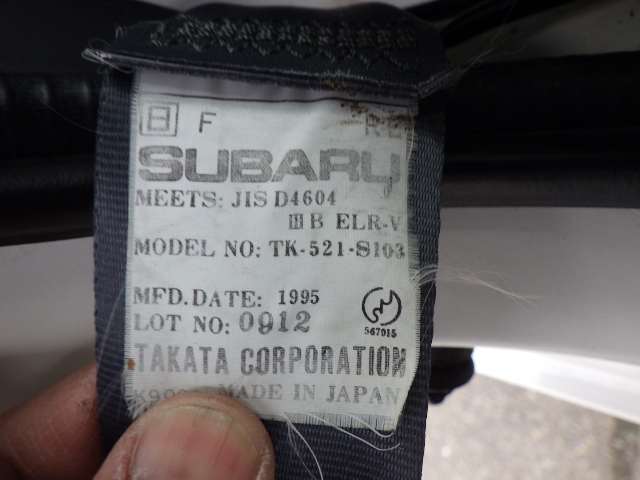 F
SUBARU
MEETS: JIS D4604
III B ELR-V
MODEL NO: TK-521-S103
MFD. DATE: 1995
LOT NO: 0912
567015
TAKATA CORPORATION
MADE IN JAPAN